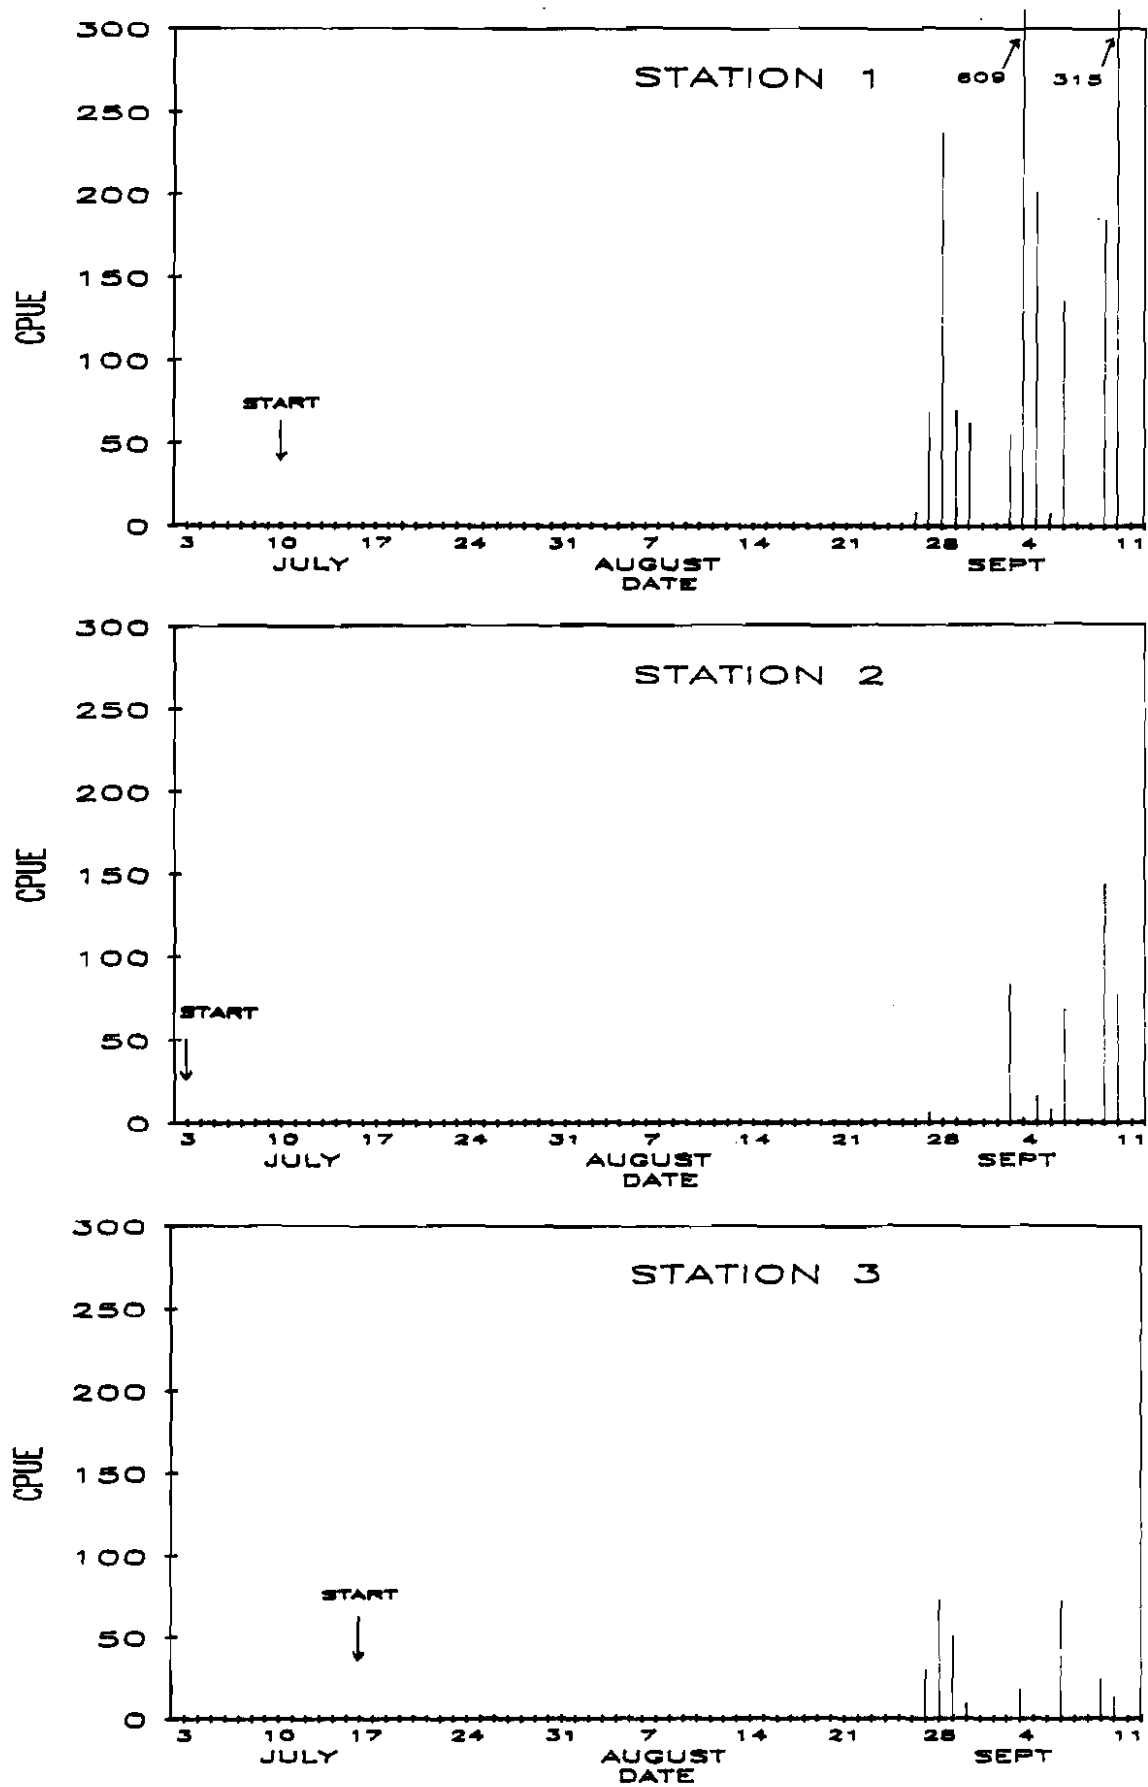 300
STATION 1
609
315
250
200
150
CPUE
100
START
50
0
3 10 17 24 31 7 14 21 28 4 11
JULY AUGUST SEPT
DATE
300
STATION 2
250
200
150
CPUE
100
START
50
0
3 10 17 24 31 7 14 21 28 4 11
JULY AUGUST SEPT
DATE
300
STATION 3
250
200
150
CPUE
100
START
50
0
3 10 17 24 31 7 14 21 28 4 11
JULY AUGUST SEPT
DATE